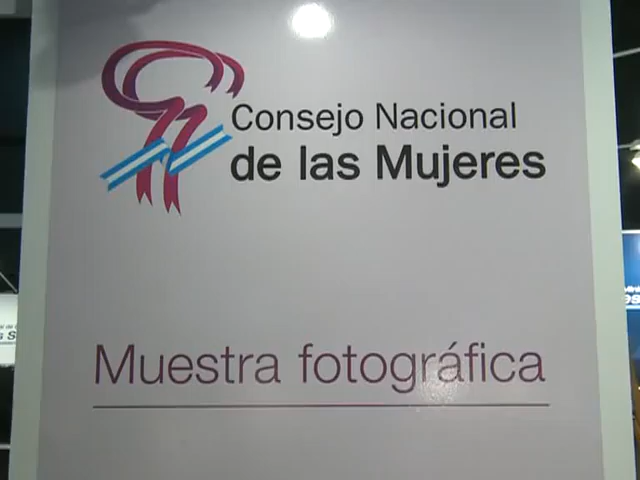 Consejo Nacional
de las Mujeres
Muestra fotográfica